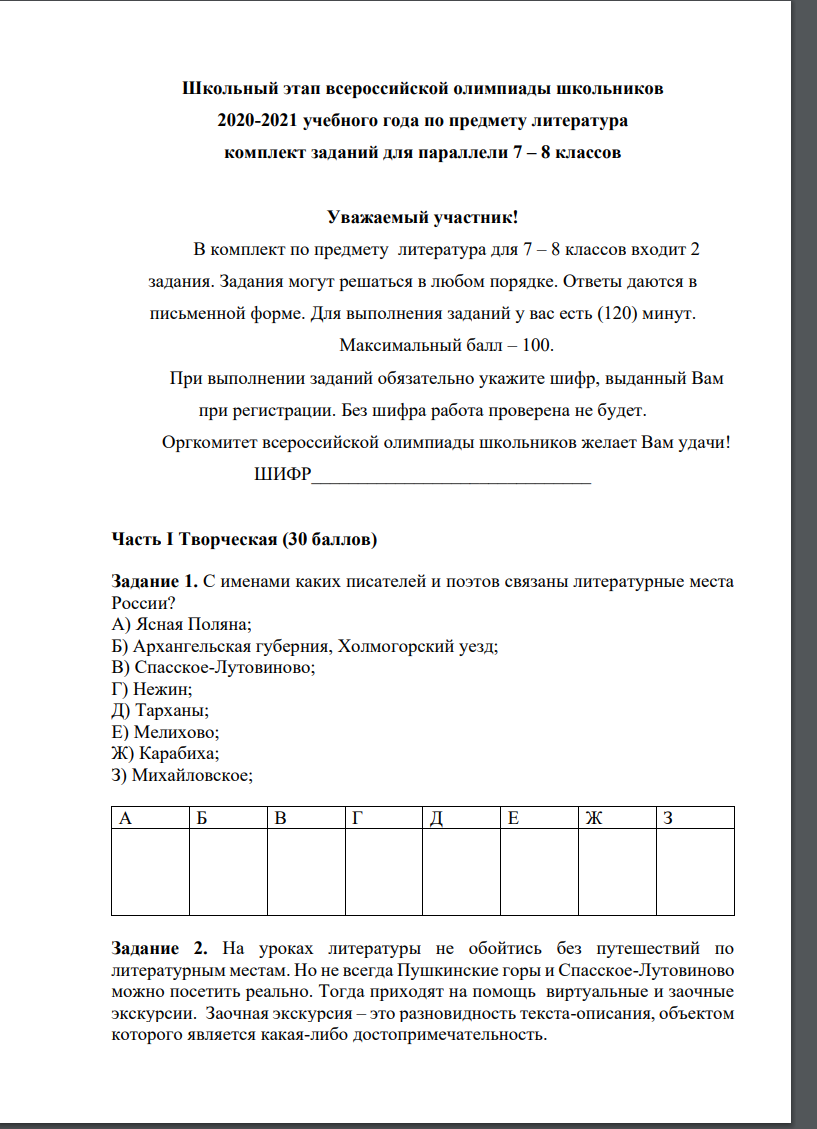 Школьный этап всероссийской олимпиады школьников
2020-2021 учебного года по предмету литература
комплект заданий для параллели 7 – 8 классов
Уважаемый участник!
В комплект по предмету  литература для 7 – 8 классов входит 2
задания. Задания могут решаться в любом порядке. Ответы даются в
письменной форме. Для выполнения заданий у вас есть (120) минут.
Максимальный балл – 100.
При выполнении заданий обязательно укажите шифр, выданный Вам
при регистрации. Без шифра работа проверена не будет.
Оргкомитет всероссийской олимпиады школьников желает Вам удачи!
ШИФР______________________________
Часть I Творческая (30 баллов)
Задание 1. С именами каких писателей и поэтов связаны литературные места
России?
А) Ясная Поляна;
Б) Архангельская губерния, Холмогорский уезд;
В) Спасское-Лутовиново;
Г) Нежин;
Д) Тарханы;
Е) Мелихово;
Ж) Карабиха;
З) Михайловское;
А Б В Г Д Е Ж З
Задание 2. На уроках литературы не обойтись без путешествий по
литературным местам. Но не всегда Пушкинские горы и Спасское-Лутовиново
можно посетить реально. Тогда приходят на помощь  виртуальные и заочные
экскурсии.  Заочная экскурсия – это разновидность текста-описания, объектом
которого является какая-либо достопримечательность.